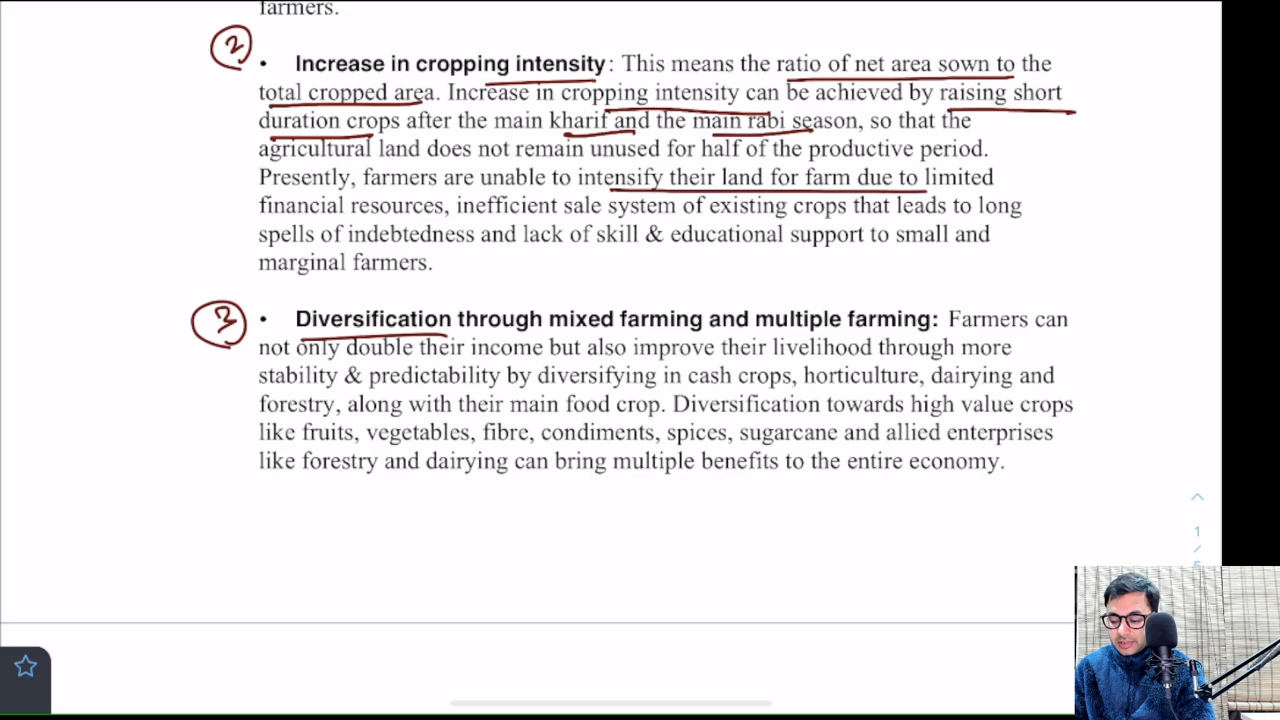 farmers.
2
• Increase in cropping intensity: This means the ratio of net area sown to the
total cropped area. Increase in cropping intensity can be achieved by raising short
duration crops after the main kharif and the main rabi season, so that the
agricultural land does not remain unused for half of the productive period.
Presently, farmers are unable to intensify their land for farm due to limited
financial resources, inefficient sale system of existing crops that leads to long
spells of indebtedness and lack of skill & educational support to small and
marginal farmers.
3
• Diversification through mixed farming and multiple farming: Farmers can
not only double their income but also improve their livelihood through more
stability & predictability by diversifying in cash crops, horticulture, dairying and
forestry, along with their main food crop. Diversification towards high value crops
like fruits, vegetables, fibre, condiments, spices, sugarcane and allied enterprises
like forestry and dairying can bring multiple benefits to the entire economy.
1
/